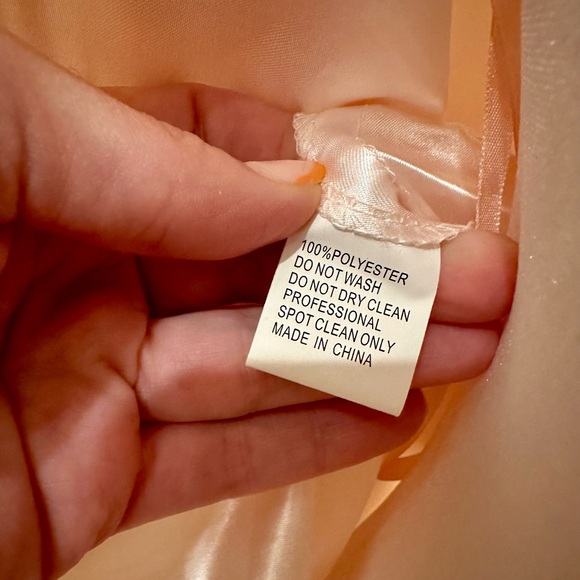 100%POLYESTER
DO NOT WASH
DO NOT DRY CLEAN
PROFESSIONAL
SPOT CLEAN ONLY
MADE IN CHINA